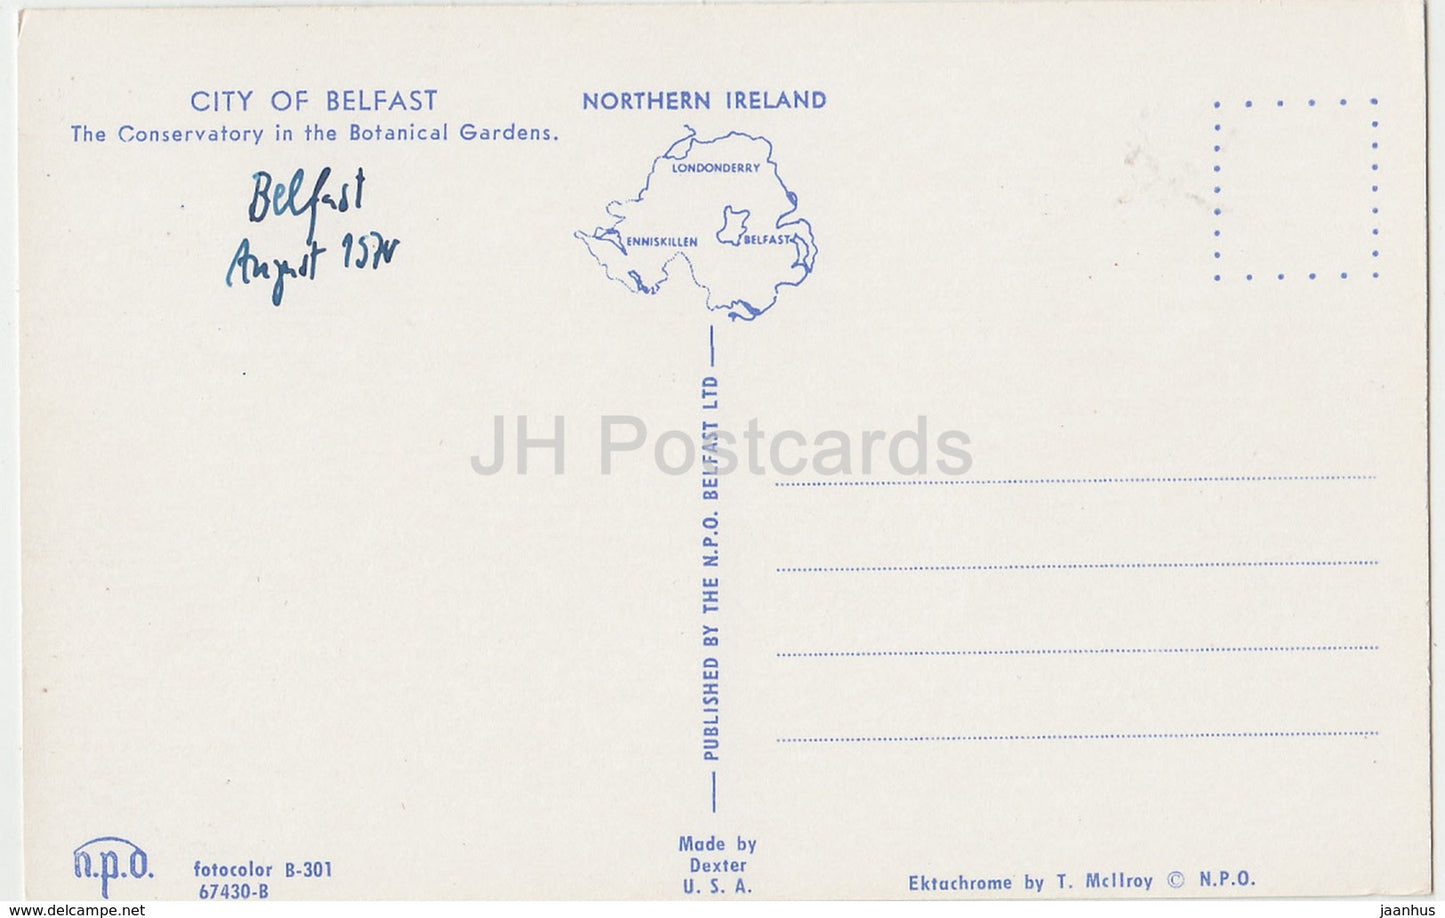 CITY OF BELFAST
The Conservatory in the Botanical Gardens.
Belfast
August
NORTHERN IRELAND
LONDONDERRY
ENNISKILLEN
BELFAST
PUBLISHED BY THE N.P.O. BELFAST LTD
JH Postcards
n.p.o.
fotocolor B-301
67430-B
Made by
Dexter
U. S. A.
Ektachrome by T. McIlroy © N.P.O.
www.delcampe.net
jaanhus